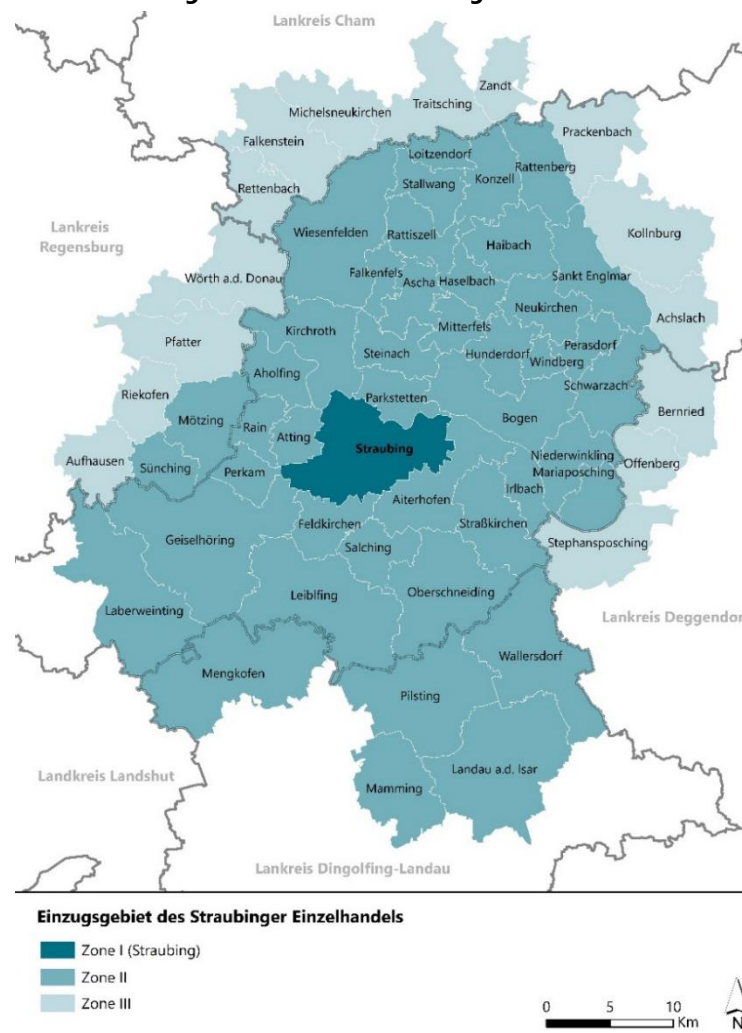 Lankreis Cham
Zandt
Traitsching
Michelsneukirchen
Prackenbach
Falkenstein
Loitzendorf
Rattenberg
Konzell
Stallwang
Rettenbach
Lankreis
Regensburg
Wiesenfelden
Rattiszell
Kollnburg
Haibach
Wörth a.d. Donau
Falkenfels
Sankt Englmar
Ascha
Haselbach
Neukirchen
Achslach
Kirchroth
Mitterfels
Pfatter
Perasdorf
Steinach
Hunderdorf
Windberg
Aholfing
Schwarzach
Riekofen
Parkstetten
Bernried
Mötzing
Bogen
Rain
Atting
Straubing
Niederwinkling
Aufhausen
Offenberg
Sünching
Perkam
Mariaposching
Irlbach
Aiterhofen
Feldkirchen
Straßkirchen
Geiselhöring
Stephansposching
Salching
Oberschneiding
Leiblfing
Laberweinting
Lankreis Deggendor
Wallersdorf
Mengkofen
Pilsting
Landau a.d. Isar
Landkreis Landshut
Mamming
Lankreis Dingolfing-Landau
Einzugsgebiet des Straubinger Einzelhandels
Zone I (Straubing)
Zone II
Zone III
0 5 10
Km
N